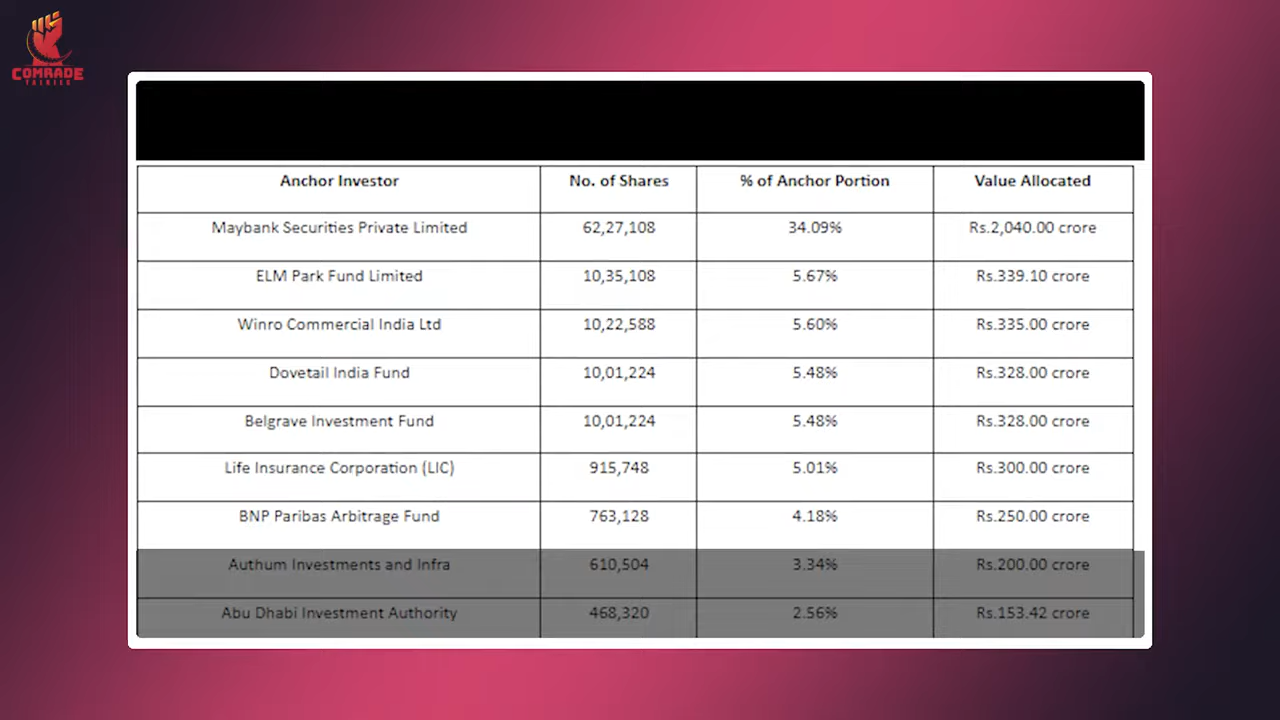 COMRADE
TALKIES
Anchor Investor No. of Shares % of Anchor Portion Value Allocated
Maybank Securities Private Limited 62,27,108 34.09% Rs.2,040.00 crore
ELM Park Fund Limited 10,35,108 5.67% Rs.339.10 crore
Winro Commercial India Ltd 10,22,588 5.60% Rs.335.00 crore
Dovetail India Fund 10,01,224 5.48% Rs.328.00 crore
Belgrave Investment Fund 10,01,224 5.48% Rs.328.00 crore
Life Insurance Corporation (LIC) 915,748 5.01% Rs.300.00 crore
BNP Paribas Arbitrage Fund 763,128 4.18% Rs.250.00 crore
Authum Investments and Infra 610,504 3.34% Rs.200.00 crore
Abu Dhabi Investment Authority 468,320 2.56% Rs.153.42 crore